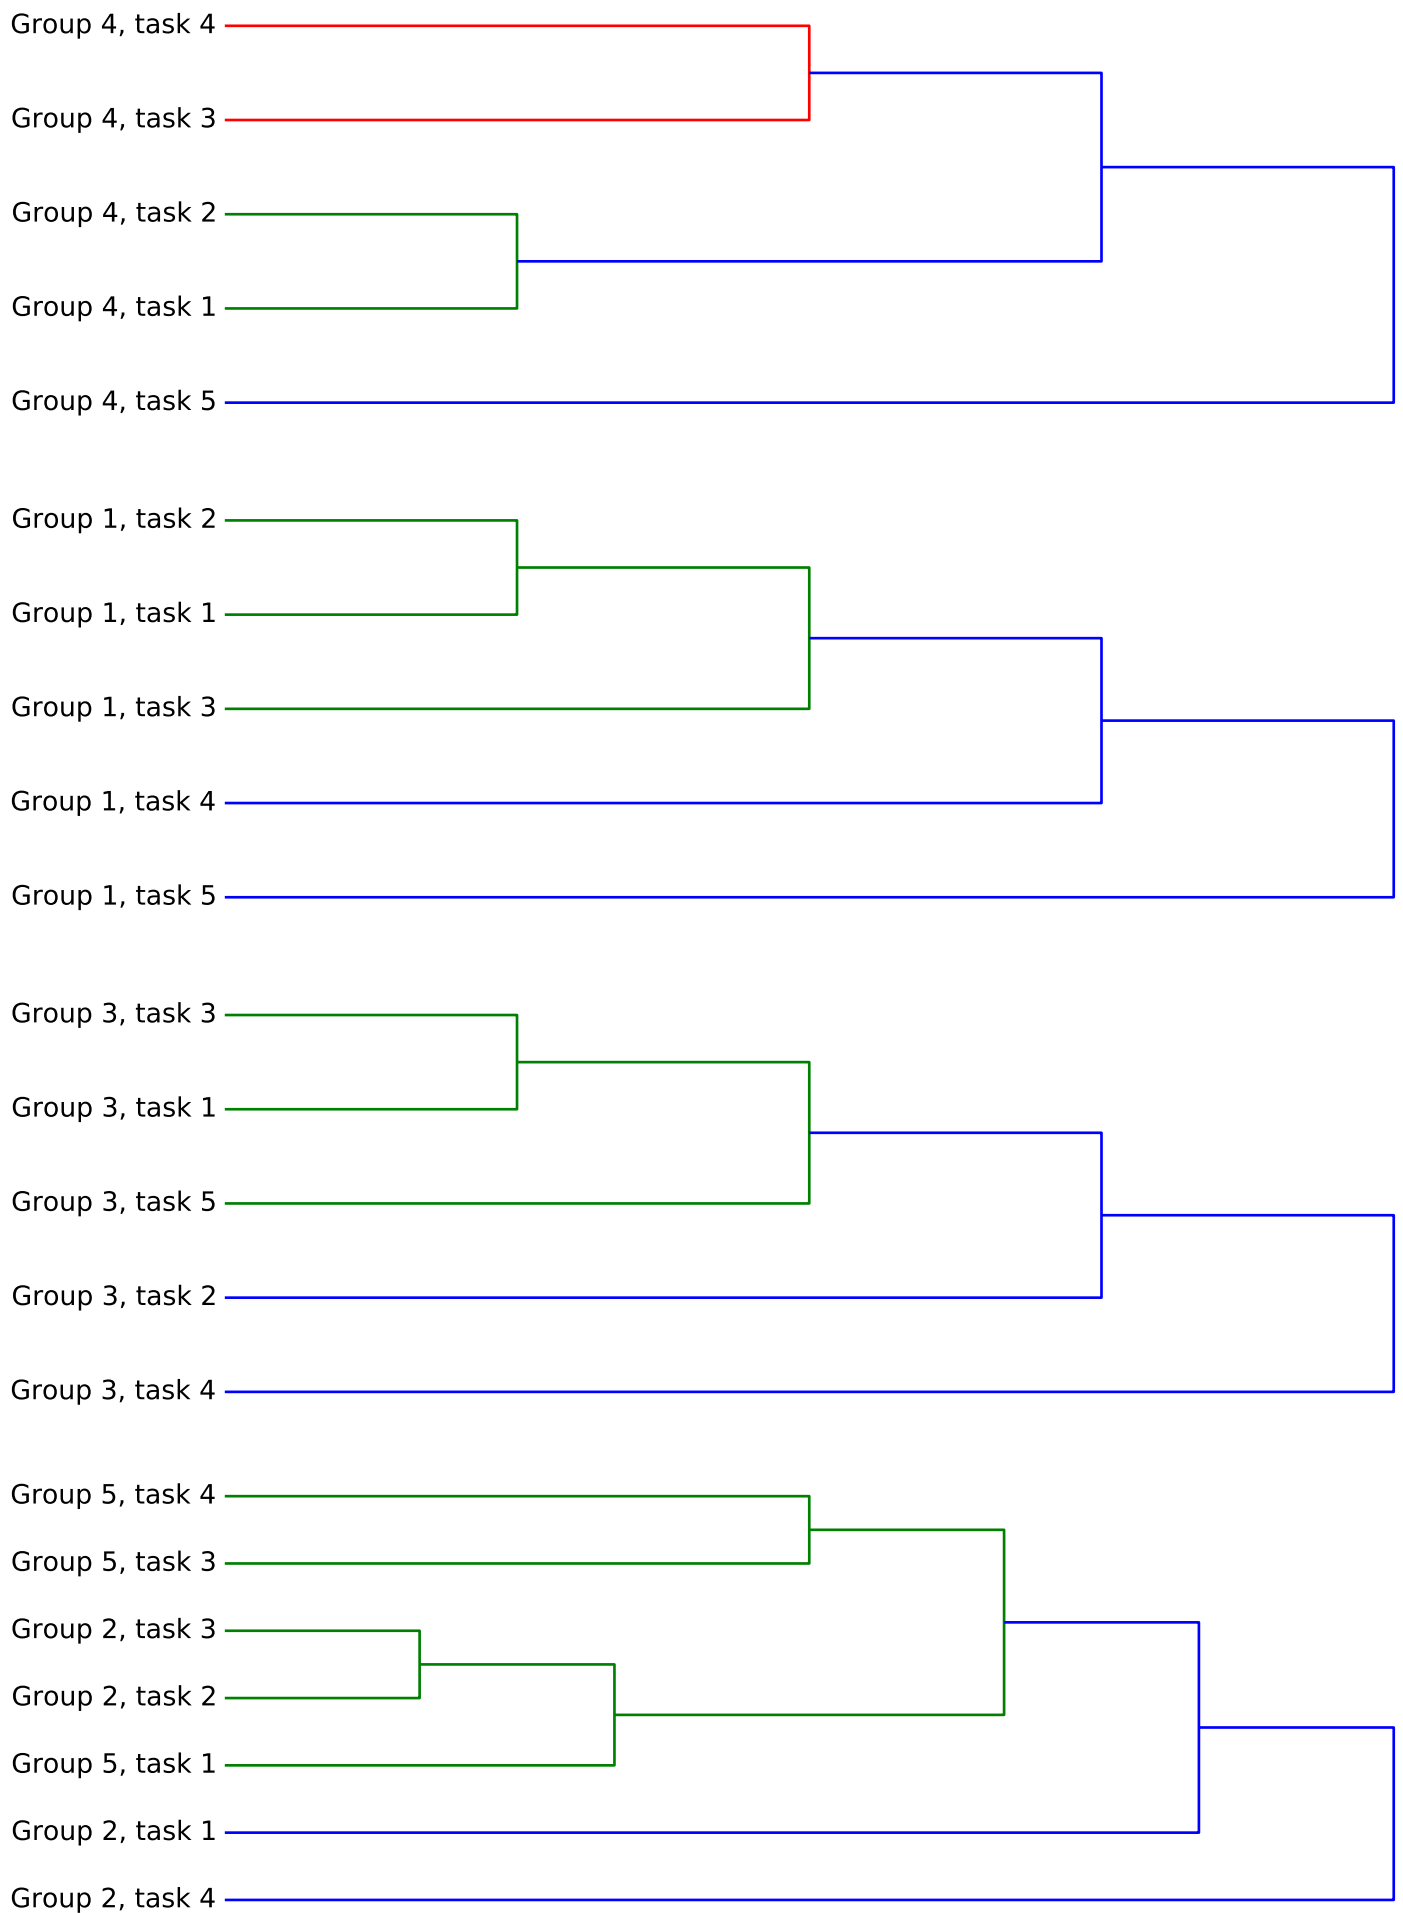 Group 4, task 4
Group 4, task 3
Group 4, task 2
Group 4, task 1
Group 4, task 5
Group 1, task 2
Group 1, task 1
Group 1, task 3
Group 1, task 4
Group 1, task 5
Group 3, task 3
Group 3, task 1
Group 3, task 5
Group 3, task 2
Group 3, task 4
Group 5, task 4
Group 5, task 3
Group 2, task 3
Group 2, task 2
Group 5, task 1
Group 2, task 1
Group 2, task 4